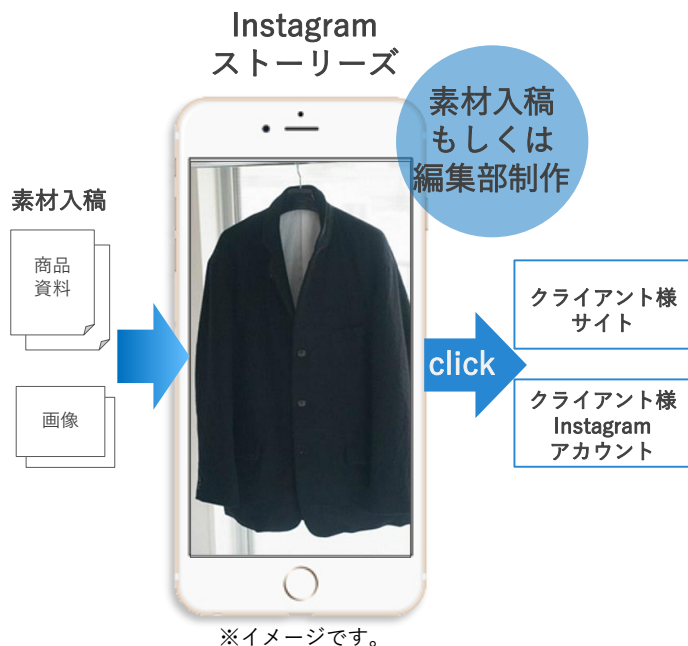 Instagram
ストーリーズ
素材入稿
もしくは
編集部制作
素材入稿
商品
資料
画像
click
クライアント様
サイト
クライアント様
Instagram
アカウント
※イメージです。